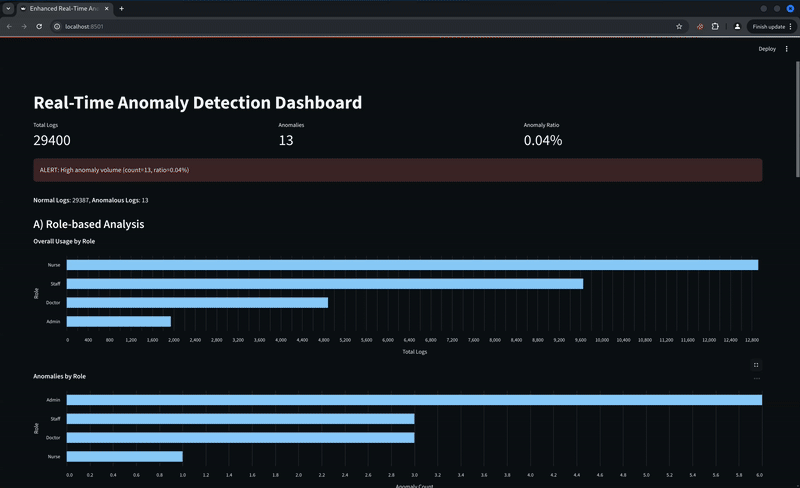 Enhanced Real-Time An
localhost:8501
Finish update
Deploy
Real-Time Anomaly Detection Dashboard
Total Logs
Anomalies
Anomaly Ratio
29400
13
0.04%
ALERT: High anomaly volume (count=13, ratio=0.04%)
Normal Logs: 29387, Anomalous Logs: 13
A) Role-based Analysis
Overall Usage by Role
Nurse
Staff
Doctor
Admin
Role
0 400 800 1,200 1,600 2,000 2,400 2,800 3,200 3,600 4,000 4,400 4,800 5,200 5,600 6,000 6,400 6,800 7,200 7,600 8,000 8,400 8,800 9,200 9,600 10,000 10,400 10,800 11,200 11,600 12,000 12,400 12,800
Total Logs
Anomalies by Role
Admin
Staff
Doctor
Nurse
Role
0.0 0.2 0.4 0.6 0.8 1.0 1.2 1.4 1.6 1.8 2.0 2.2 2.4 2.6 2.8 3.0 3.2 3.4 3.6 3.8 4.0 4.2 4.4 4.6 4.8 5.0 5.2 5.4 5.6 5.8 6.0
Anomaly Count